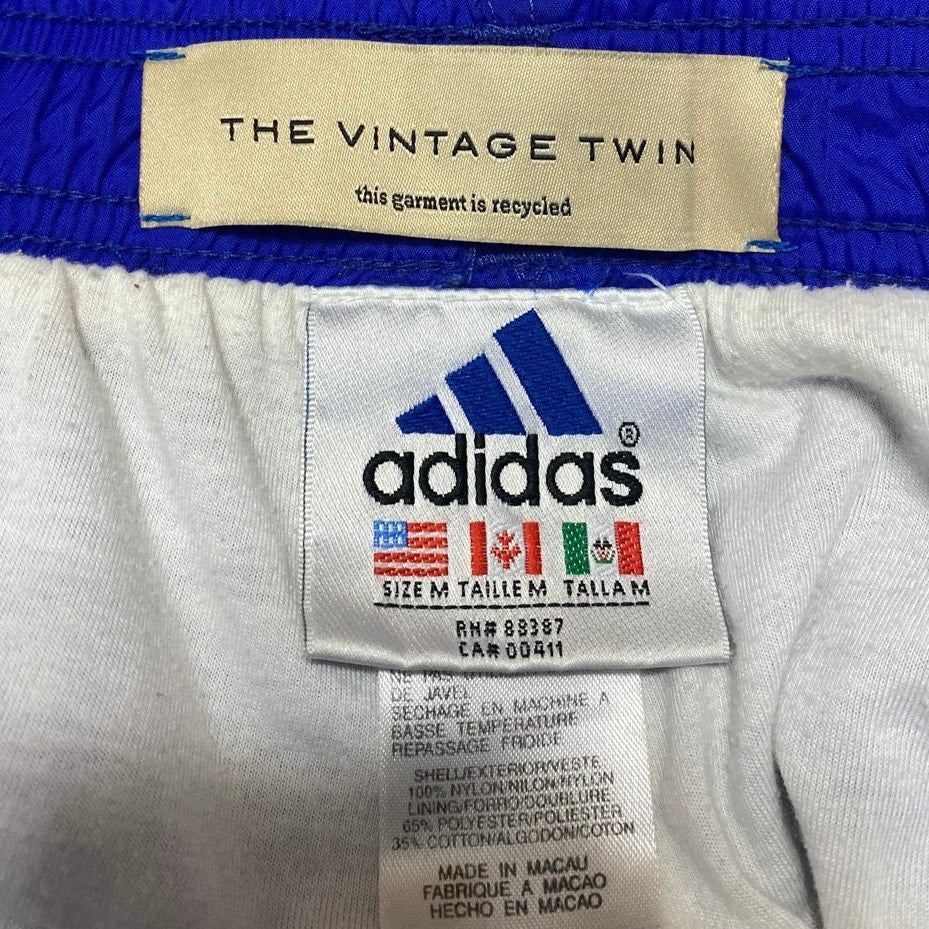 THE VINTAGE TWIN
this garment is recycled
adidas®
SIZE M TAILLE M TALLA M
RN# 88387
CA# 00411
NE PAS
DE JAVEL
SECHAGE EN MACHINE A
BASSE TEMPERATURE
REPASSAGE FROIDE
SHELL/EXTERIOR/VESTE
100% NYLON/NILON/NYLON
LINING/FORRO/DOUBLURE
65% POLYESTER/POLIESTER
35% COTTON/ALGODON/COTON
MADE IN MACAU
FABRIQUE A MACAO
HECHO EN MACAO